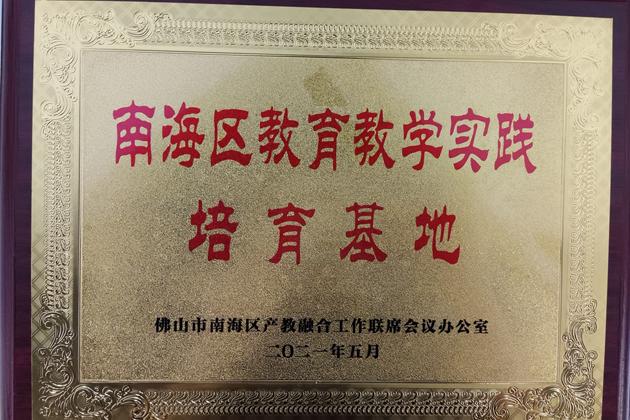 南海区教育教学实践
培育基地
佛山市南海区产教融合工作联席会议办公室
二〇二一年五月